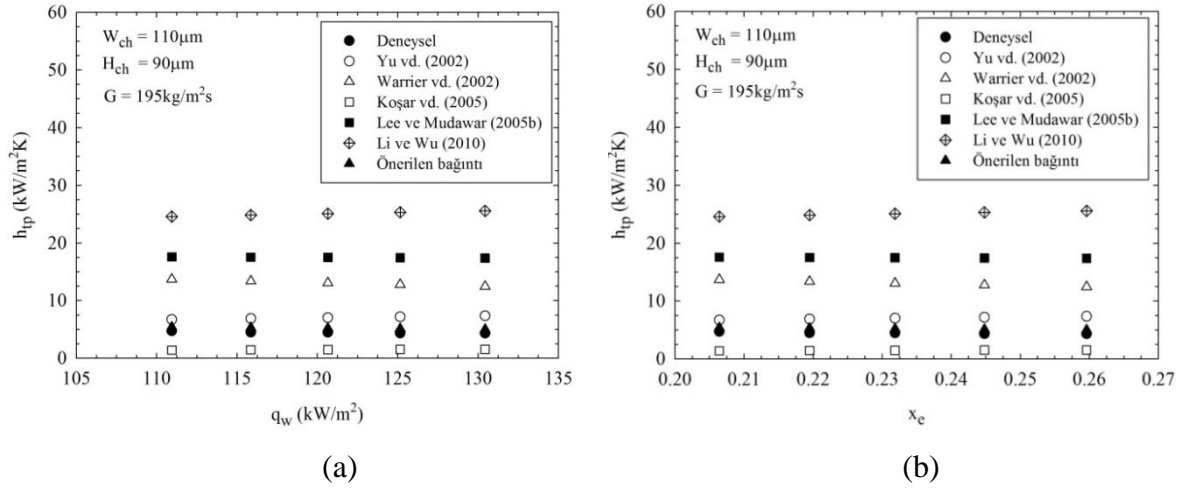 W_ch = 110μm
H_ch = 90μm
G = 195kg/m²s
Deneysel
Yu vd. (2002)
Warrier vd. (2002)
Koşar vd. (2005)
Lee ve Mudawar (2005b)
Li ve Wu (2010)
Önerilen bağıntı
h_tp (kW/m²K)
60
50
40
30
20
10
0
105 110 115 120 125 130 135
q_w (kW/m²)
(a)
W_ch = 110μm
H_ch = 90μm
G = 195kg/m²s
Deneysel
Yu vd. (2002)
Warrier vd. (2002)
Koşar vd. (2005)
Lee ve Mudawar (2005b)
Li ve Wu (2010)
Önerilen bağıntı
h_tp (kW/m²K)
60
50
40
30
20
10
0
0.20 0.21 0.22 0.23 0.24 0.25 0.26 0.27
x_e
(b)